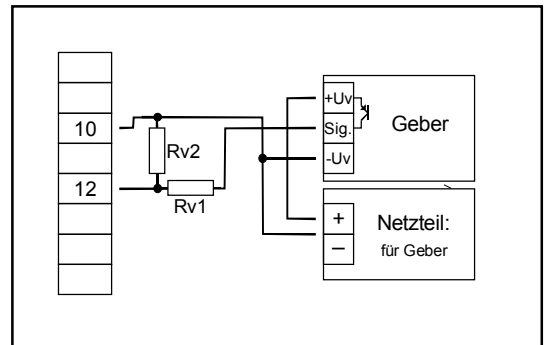 10
12
Rv2
Rv1
+Uv
Sig.
-Uv
Geber
+
–
Netzteil:
für Geber